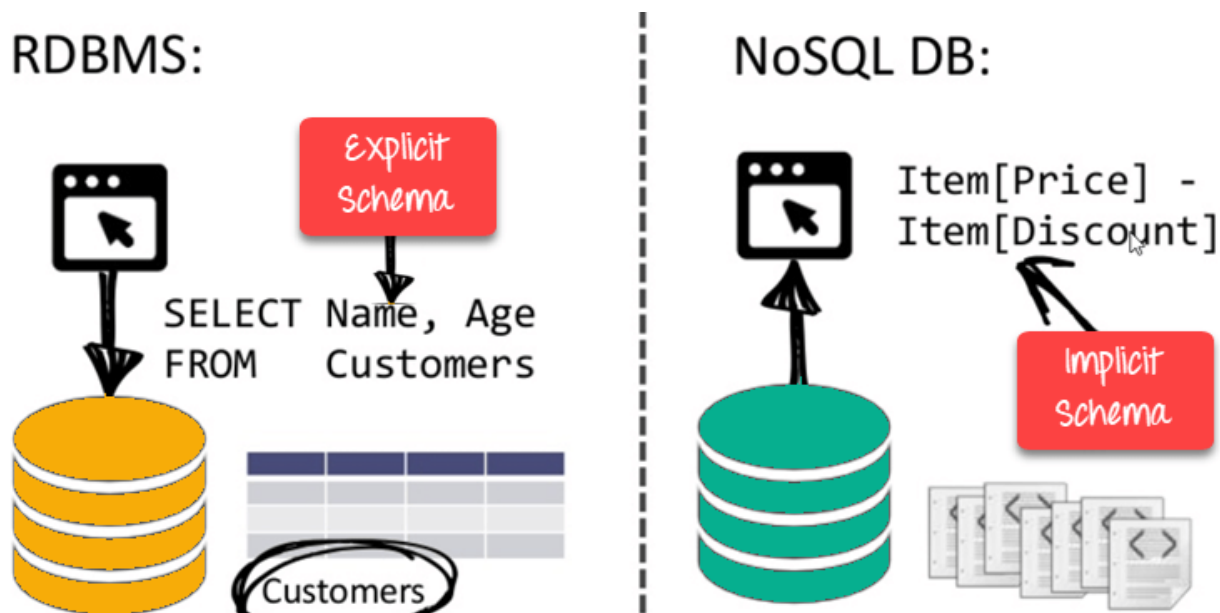 RDBMS:
Explicit
Schema
SELECT Name, Age
FROM Customers
Customers
NoSQL DB:
Item[Price] -
Item[Discount]
Implicit
Schema